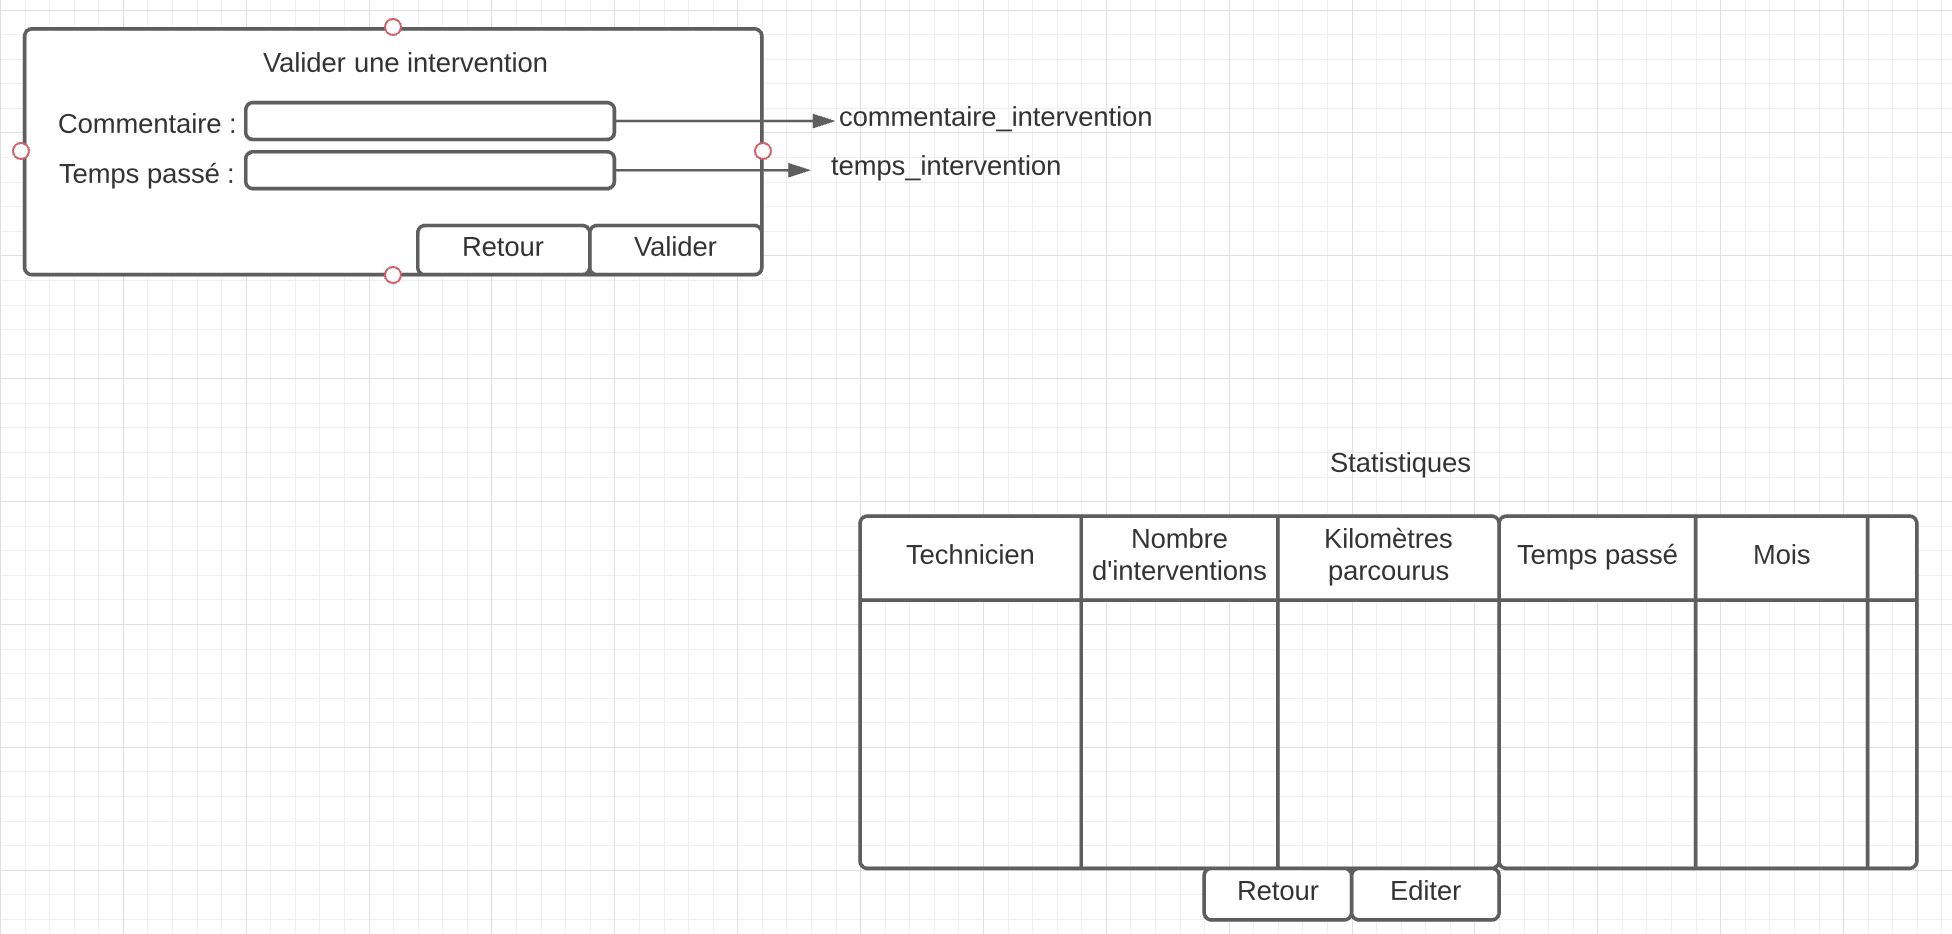 Valider une intervention
Commentaire :
commentaire_intervention
Temps passé :
temps_intervention
Retour
Valider
Statistiques
Technicien
Nombre
d'interventions
Kilomètres
parcourus
Temps passé
Mois
Retour
Editer